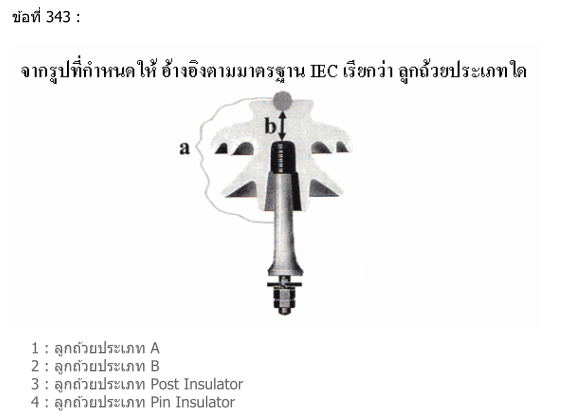 ข้อที่ 343 :
จากรูปที่กำหนดให้ อ้างอิงตามมาตรฐาน IEC เรียกว่า ลูกถ้วยประเภทใด
b
a
1 : ลูกถ้วยประเภท A
2 : ลูกถ้วยประเภท B
3 : ลูกถ้วยประเภท Post Insulator
4 : ลูกถ้วยประเภท Pin Insulator